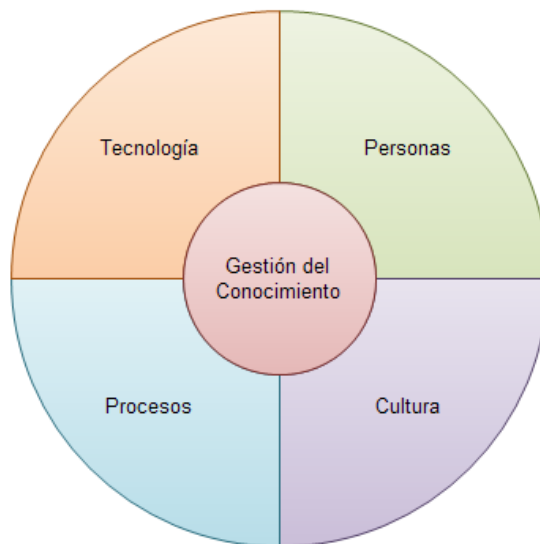 Tecnología
Personas
Gestión del
Conocimiento
Procesos
Cultura